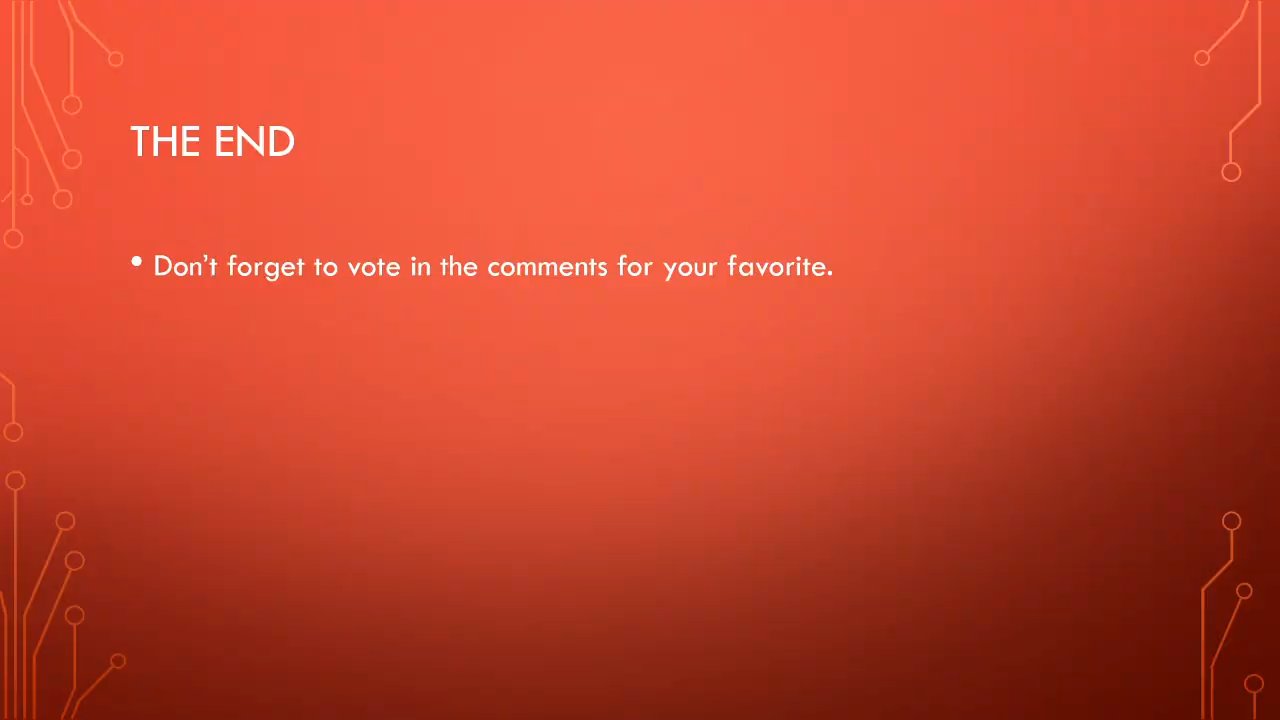 THE END
• Don't forget to vote in the comments for your favorite.